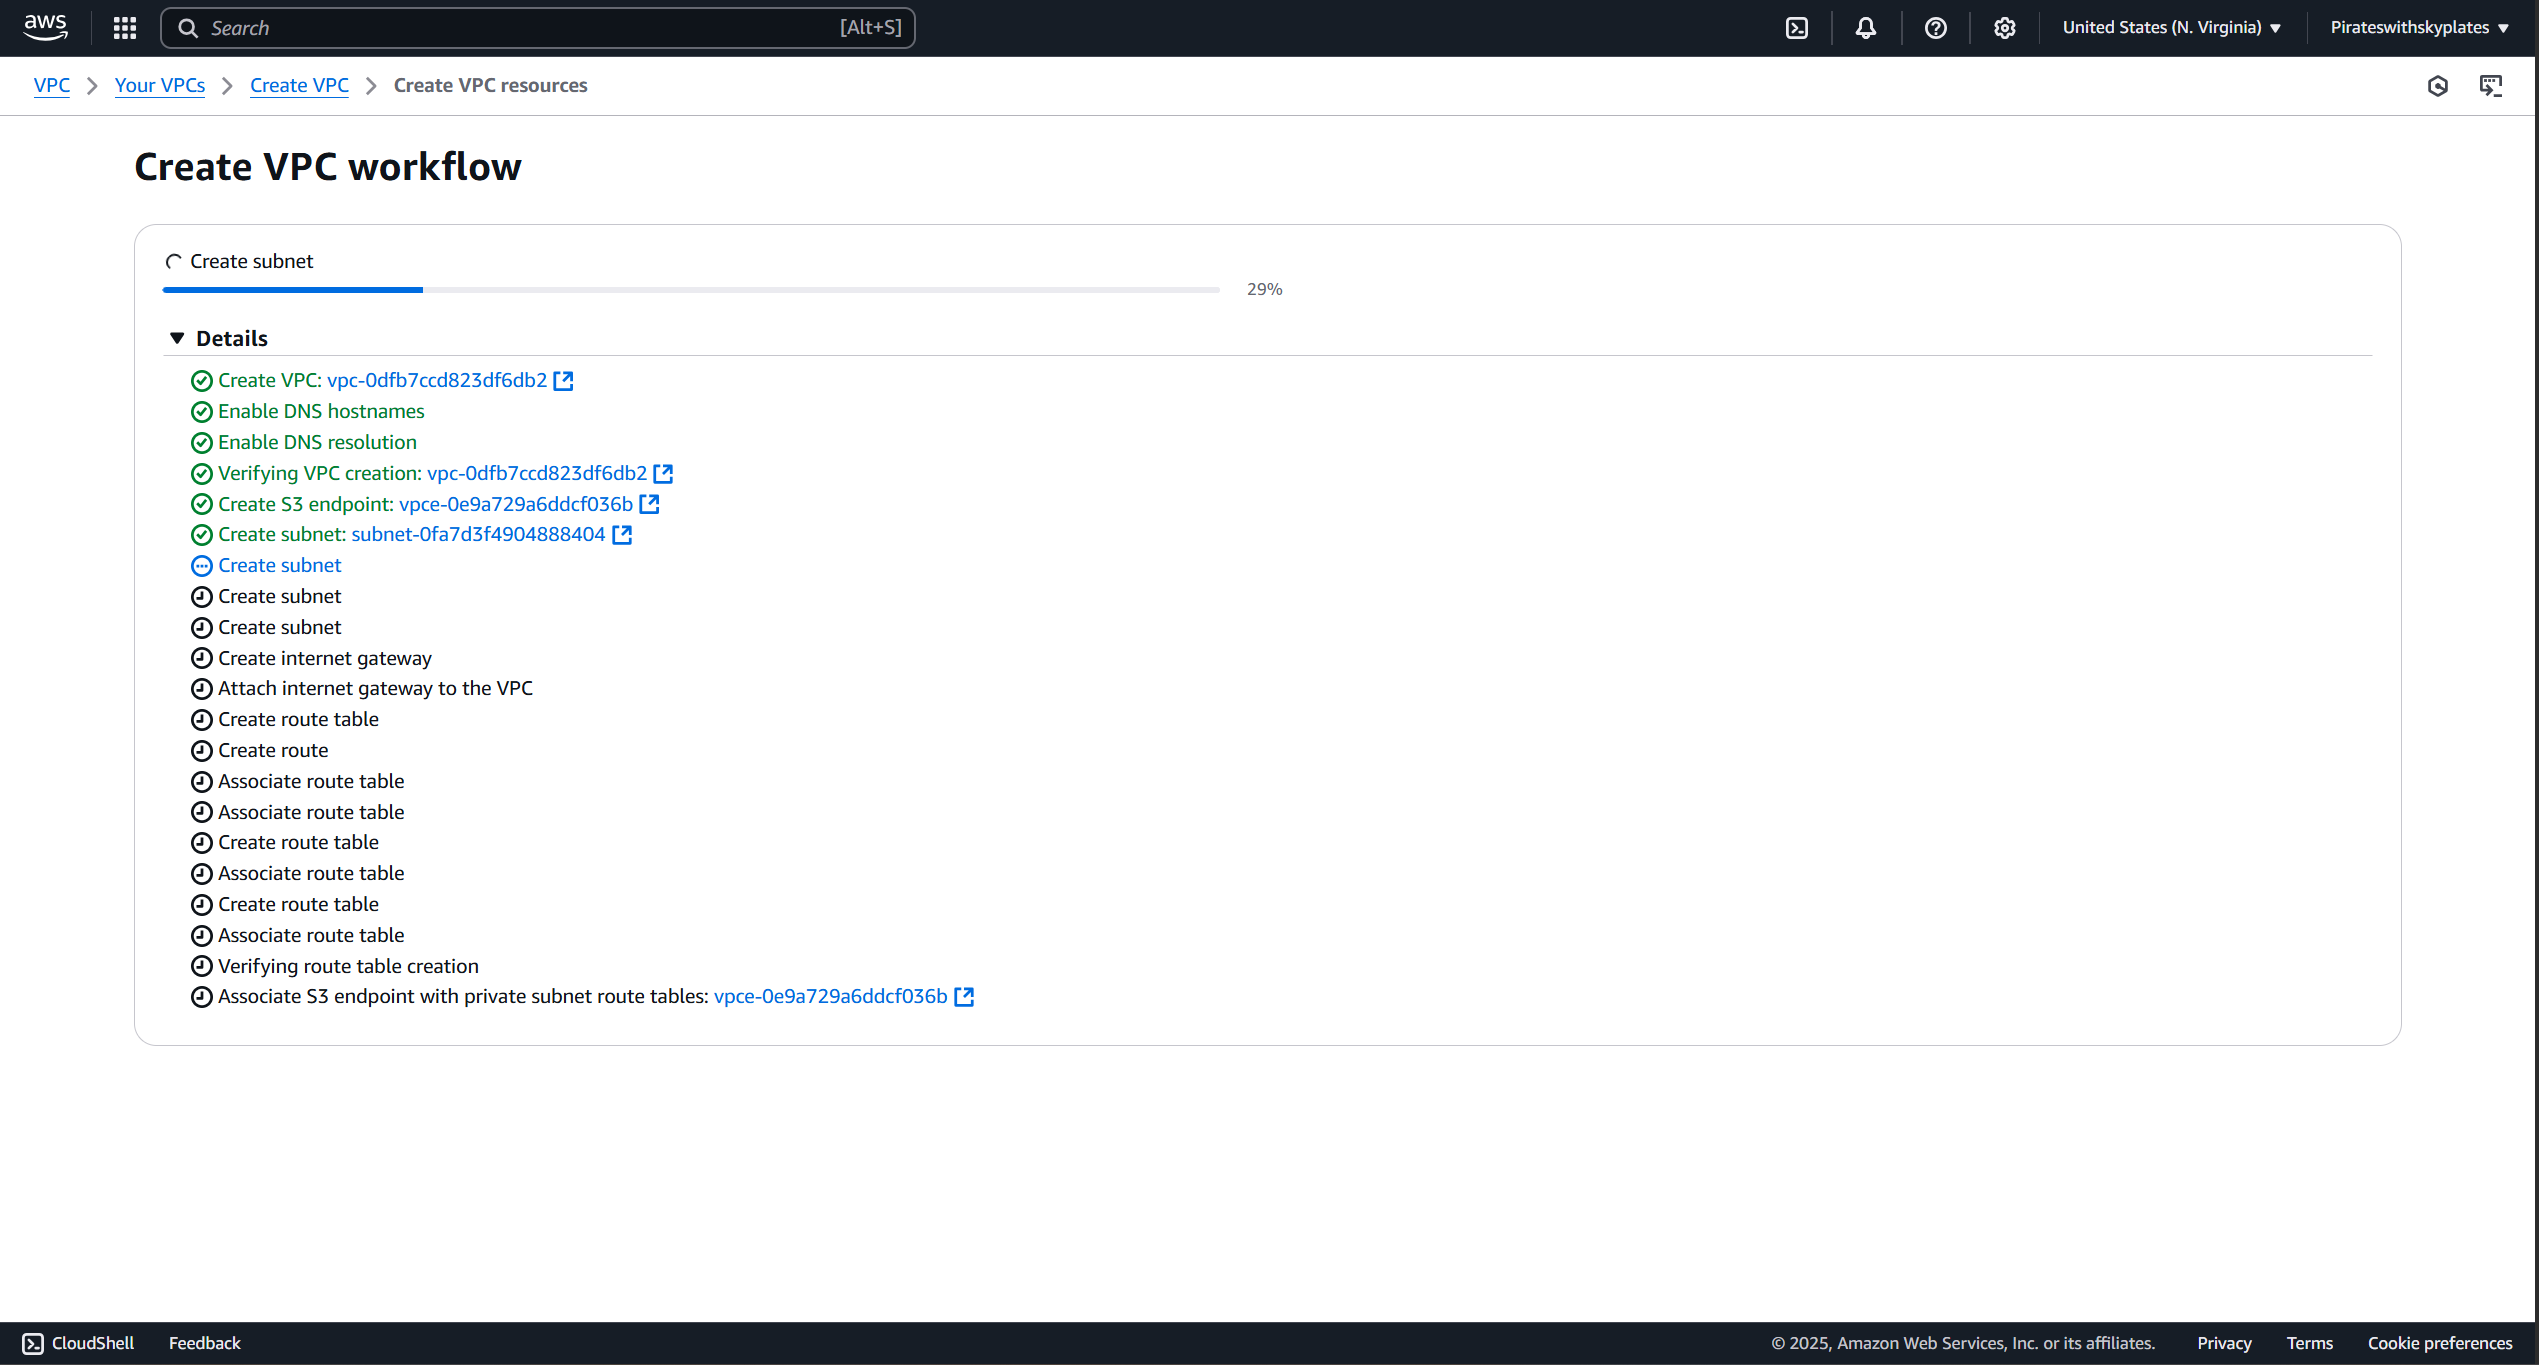 aws
Search [Alt+S]
United States (N. Virginia)
Pirateswithskyplates
VPC
Your VPCs
Create VPC
Create VPC resources
Create VPC workflow
Create subnet
29%
Details
Create VPC: vpc-0dfb7ccd823df6db2
Enable DNS hostnames
Enable DNS resolution
Verifying VPC creation: vpc-0dfb7ccd823df6db2
Create S3 endpoint: vpce-0e9a729a6ddcf036b
Create subnet: subnet-0fa7d3f4904888404
Create subnet
Create subnet
Create subnet
Create internet gateway
Attach internet gateway to the VPC
Create route table
Create route
Associate route table
Associate route table
Create route table
Associate route table
Create route table
Associate route table
Verifying route table creation
Associate S3 endpoint with private subnet route tables: vpce-0e9a729a6ddcf036b
CloudShell
Feedback
© 2025, Amazon Web Services, Inc. or its affiliates.
Privacy
Terms
Cookie preferences